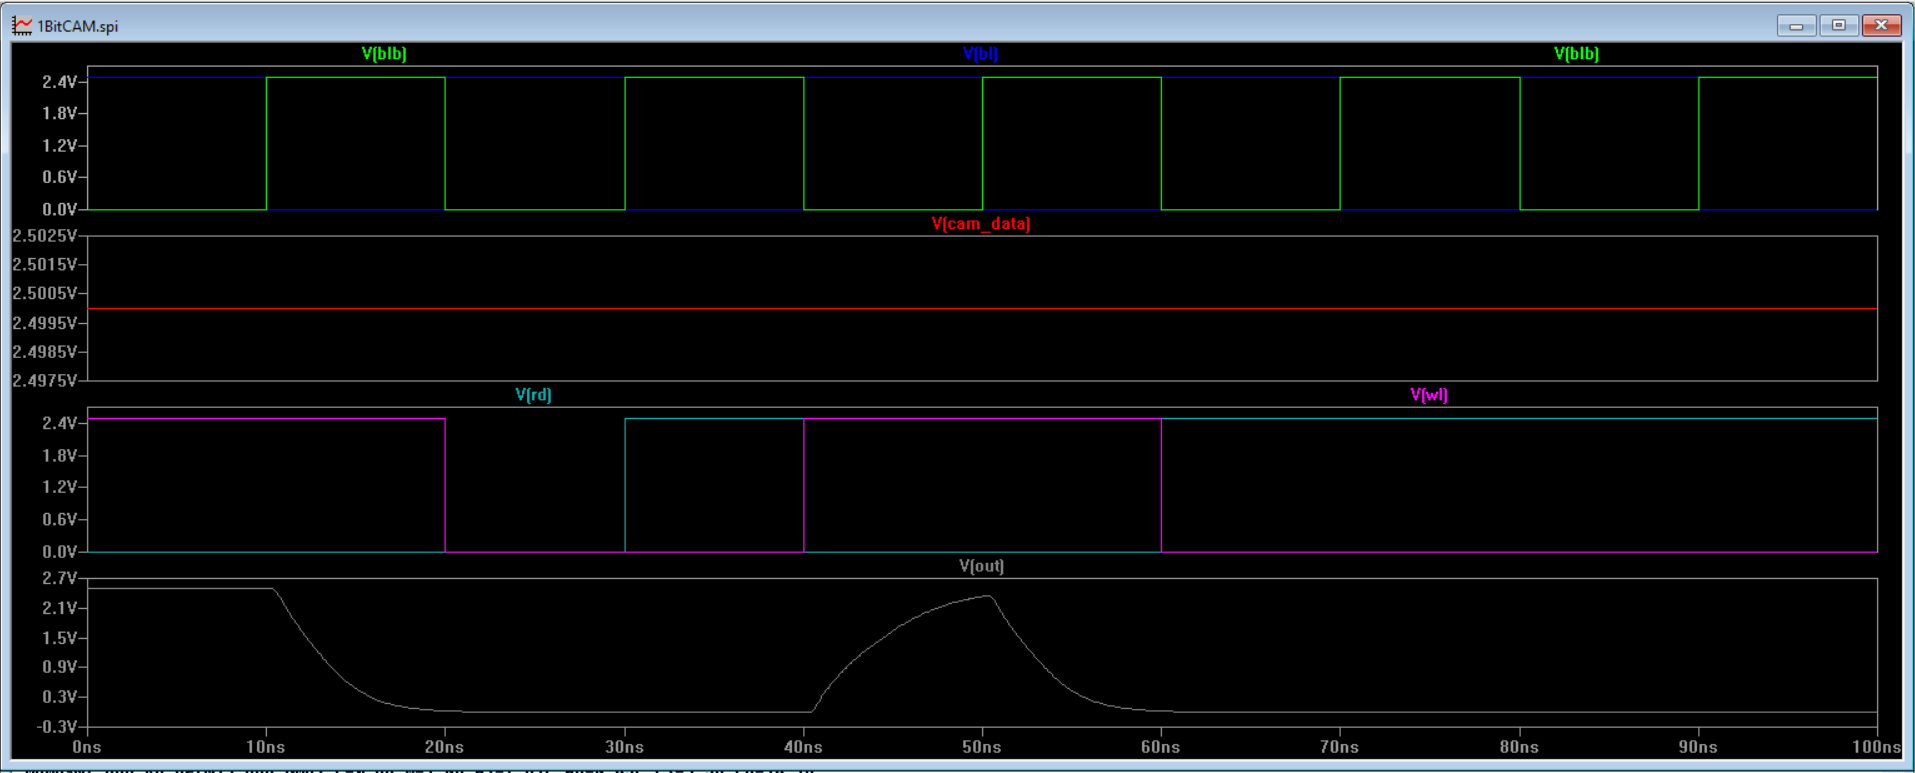 1BitCAM.spi
V(blb) V(bl) V(blb)
2.4V
1.8V
1.2V
0.6V
0.0V
V(cam_data)
2.5025V
2.5015V
2.5005V
2.4995V
2.4985V
2.4975V
V(rd) V(wl)
2.4V
1.8V
1.2V
0.6V
0.0V
V(out)
2.7V
2.1V
1.5V
0.9V
0.3V
-0.3V
0ns 10ns 20ns 30ns 40ns 50ns 60ns 70ns 80ns 90ns 100ns